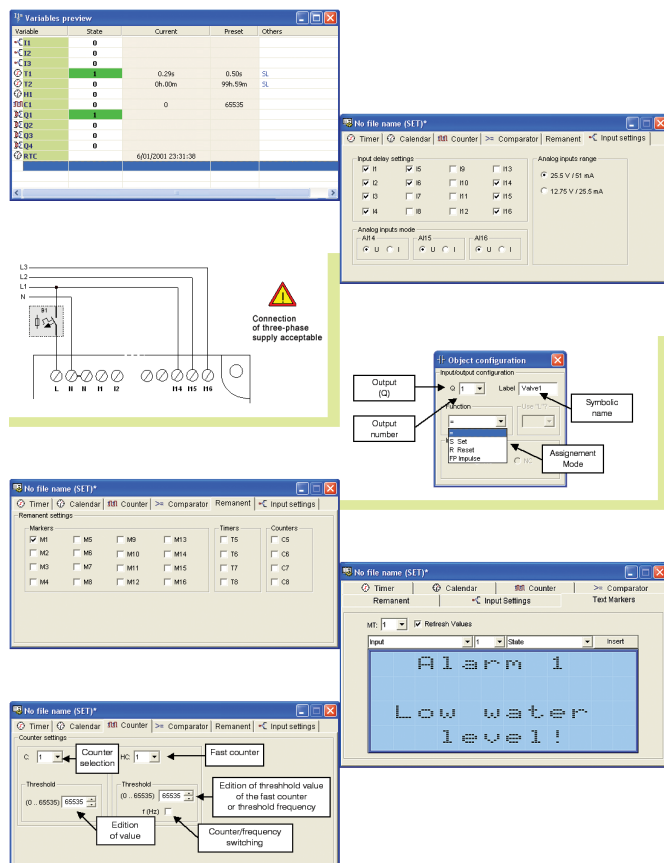 Variables preview
Variable State Current Preset Others
I1 0
I2 0
I3 0
T1 1 0.29s 0.50s SL
T2 0 0h.00m 99h.59m SL
H1 0
C1 0 0 65535
Q1 1
Q2 0
Q3 0
Q4 0
RTC 6/01/2001 23:31:38
No file name (SET)*
Timer Calendar Counter >= Comparator Remanent Input settings
Input delay settings
I1 I5 I9 I13
I2 I6 I10 I14
I3 I7 I11 I15
I4 I8 I12 I16
Analog inputs range
25.5 V / 51 mA
12.75 V / 25.5 mA
Analog inputs mode
AI14 AI15 AI16
U I U I U I
L3
L2
L1
N
B1
L N N I1 I2 I14 I15 I16
Connection
of three-phase
supply acceptable
Object configuration
Input/output configuration
Q 1 Label Valve1
Function
=
Use "L"?
=
S Set
R Reset
FP Impulse
NC
Output
(Q)
Output
number
Symbolic
name
Assignement
Mode
No file name (SET)*
Timer Calendar Counter >= Comparator Remanent Input settings
Remanent settings
Markers
M1 M5 M9 M13
M2 M6 M10 M14
M3 M7 M11 M15
M4 M8 M12 M16
Timers
T5
T6
T7
T8
Counters
C5
C6
C7
C8
No file name (SET)*
Timer Calendar Counter >= Comparator
Remanent Input Settings Text Markers
MT: 1 Refresh Values
Input 1 State Insert
Alarm 1
Low water
level!
No file name (SET)*
Timer Calendar Counter >= Comparator Remanent Input settings
Counter settings
C: 1
Counter
selection
HC: 1
Fast counter
Threshold
(0 .. 65535) 65535
Threshold
(0 .. 65535) 65535
f (Hz)
Edition of threshhold value
of the fast counter
or threshold frequency
Edition
of value
Counter/frequency
switching